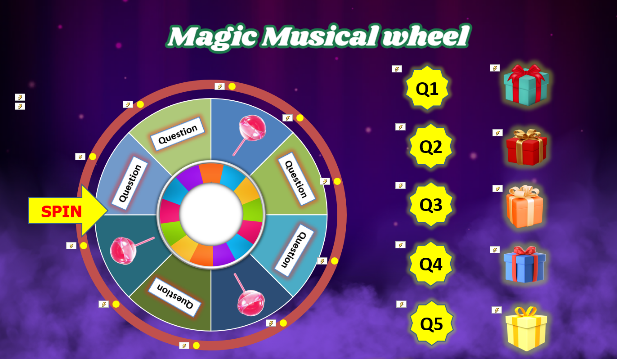 Magic Musical wheel
Question
Question
Question
SPIN
Question
Question
Q1
Q2
Q3
Q4
Q5